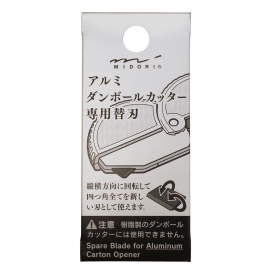 MIDORI
アルミ
ダンボールカッター
専用替刃
縦横方向に回転して
四つ角全てを新し
い刃として使えます。
⚠注意 樹脂製のダンボール
カッターには使用できません。
Spare Blade for Aluminum
Carton Opener